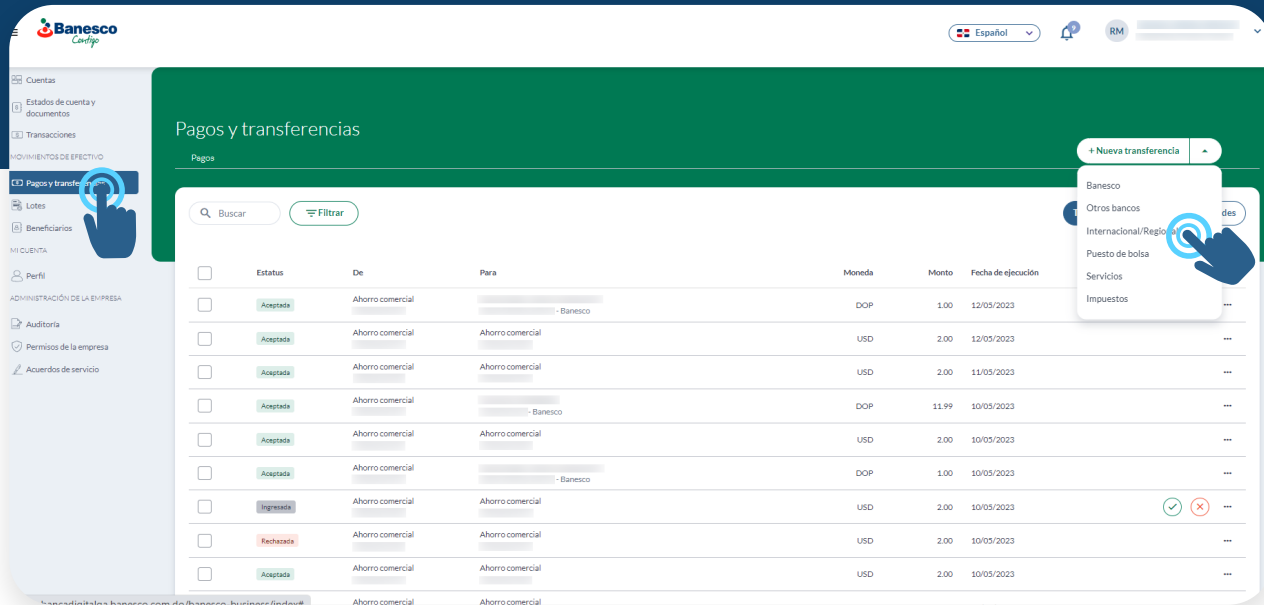 Banesco
Contigo
Español
9
RM
Cuentas
Estados de cuenta y
documentos
Transacciones
MOVIMIENTOS DE EFECTIVO
Pagos y transfe
Lotes
Beneficiarios
MI CUENTA
Perfil
ADMINISTRACIÓN DE LA EMPRESA
Auditoría
Permisos de la empresa
Acuerdos de servicio
Pagos y transferencias
Pagos
+ Nueva transferencia
Banesco
Otros bancos
Internacional/Regional
Puesto de bolsa
Servicios
Impuestos
Buscar
Filtrar
des
Estatus De Para Moneda Monto Fecha de ejecución
Aceptada Ahorro comercial - Banesco DOP 1.00 12/05/2023
Aceptada Ahorro comercial Ahorro comercial USD 2.00 12/05/2023
Aceptada Ahorro comercial Ahorro comercial USD 2.00 11/05/2023
Aceptada Ahorro comercial - Banesco DOP 11.99 10/05/2023
Aceptada Ahorro comercial Ahorro comercial USD 2.00 10/05/2023
Aceptada Ahorro comercial - Banesco DOP 1.00 10/05/2023
Ingresada Ahorro comercial Ahorro comercial USD 2.00 10/05/2023
Rechazada Ahorro comercial Ahorro comercial USD 2.00 10/05/2023
Aceptada Ahorro comercial Ahorro comercial USD 2.00 10/05/2023
Ahorro comercial Ahorro comercial